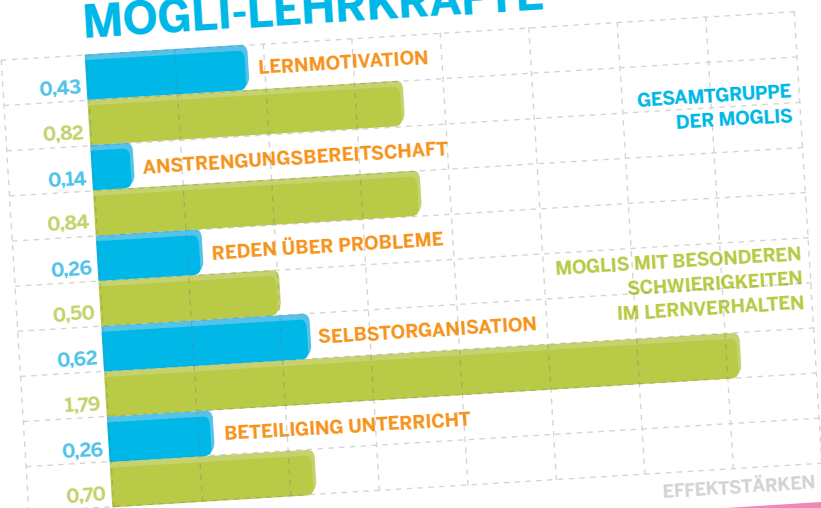 MOGLI-LEHRKRÄFTE
0,43
LERNMOTIVATION
0,82
GESAMTGRUPPE
DER MOGLIS
0,14
ANSTRENGUNGSBEREITSCHAFT
0,84
0,26
REDEN ÜBER PROBLEME
0,50
MOGLIS MIT BESONDEREN
SCHWIERIGKEITEN
IM LERNVERHALTEN
0,62
SELBSTORGANISATION
1,79
0,26
BETEILIGING UNTERRICHT
0,70
EFFEKTSTÄRKEN